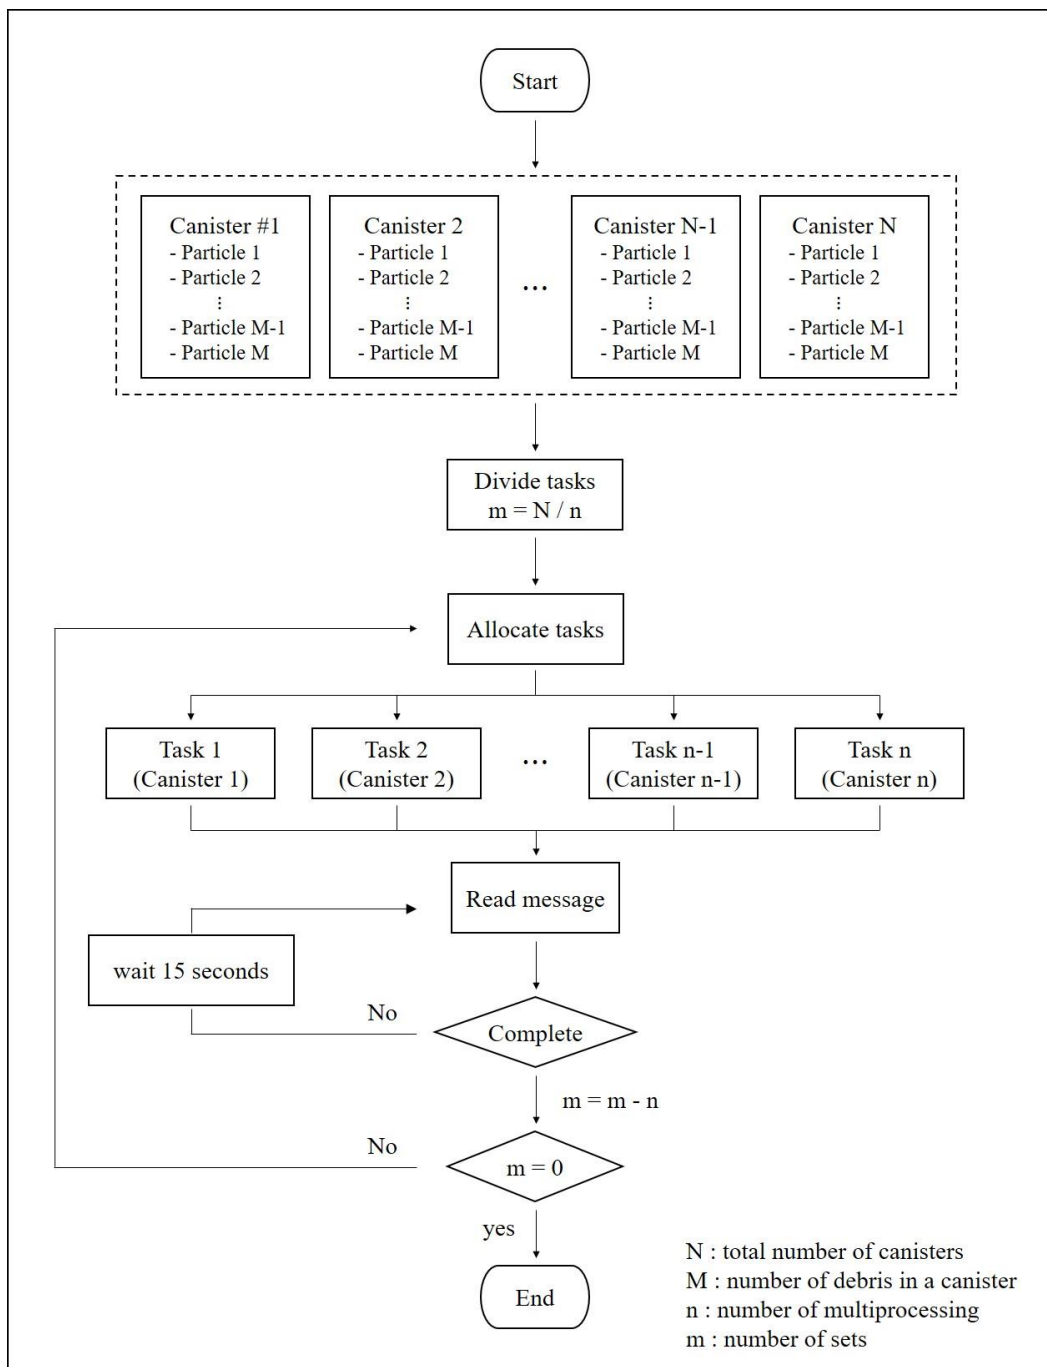 Start
Canister #1
- Particle 1
- Particle 2
⋮
- Particle M-1
- Particle M
Canister 2
- Particle 1
- Particle 2
⋮
- Particle M-1
- Particle M
...
Canister N-1
- Particle 1
- Particle 2
⋮
- Particle M-1
- Particle M
Canister N
- Particle 1
- Particle 2
⋮
- Particle M-1
- Particle M
Divide tasks
m = N / n
Allocate tasks
Task 1
(Canister 1)
Task 2
(Canister 2)
...
Task n-1
(Canister n-1)
Task n
(Canister n)
Read message
wait 15 seconds
No
Complete
m = m - n
No
m = 0
yes
End
N : total number of canisters
M : number of debris in a canister
n : number of multiprocessing
m : number of sets